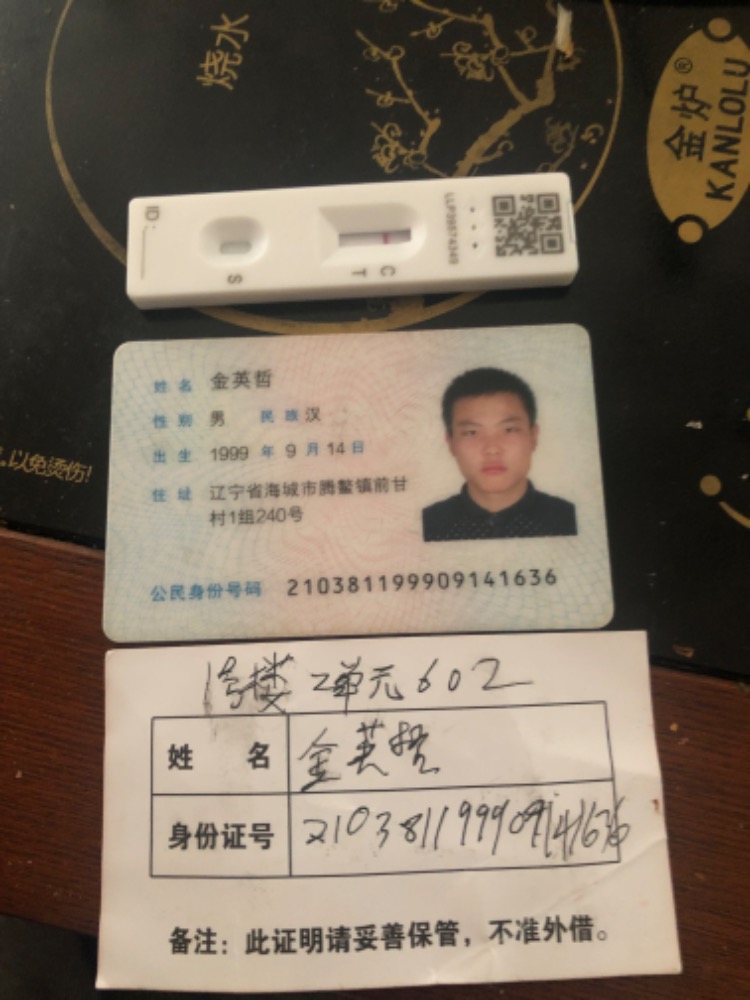 烧水
金炉®
KANLOLU
ID:
S
C
T
以免烫伤!
姓名 金英哲
性别 男 民族 汉
出生 1999 年 9 月 14 日
住址 辽宁省海城市腾鳌镇前甘
村1组240号
公民身份号码 210381199909141636
1号楼 2单元 602
姓 名 金英哲
身份证号 210381199909141636
备注：此证明请妥善保管，不准外借。